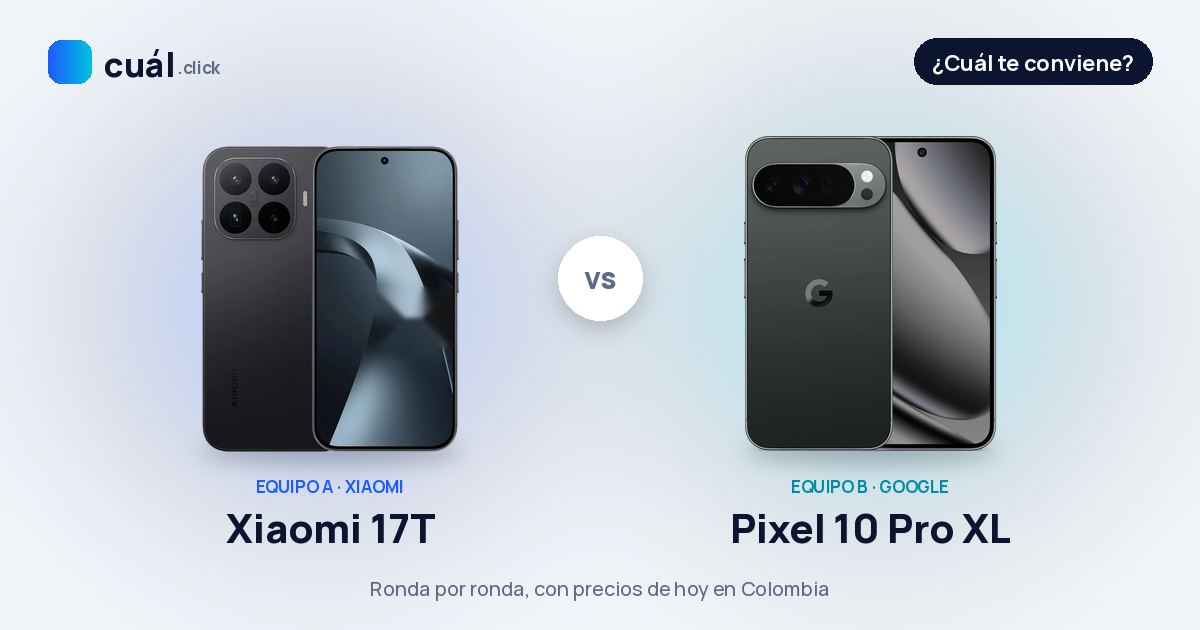 cuál.click
¿Cuál te conviene?
xiaomi
G
VS
EQUIPO A · XIAOMI
EQUIPO B · GOOGLE
Xiaomi 17T
Pixel 10 Pro XL
Ronda por ronda, con precios de hoy en Colombia